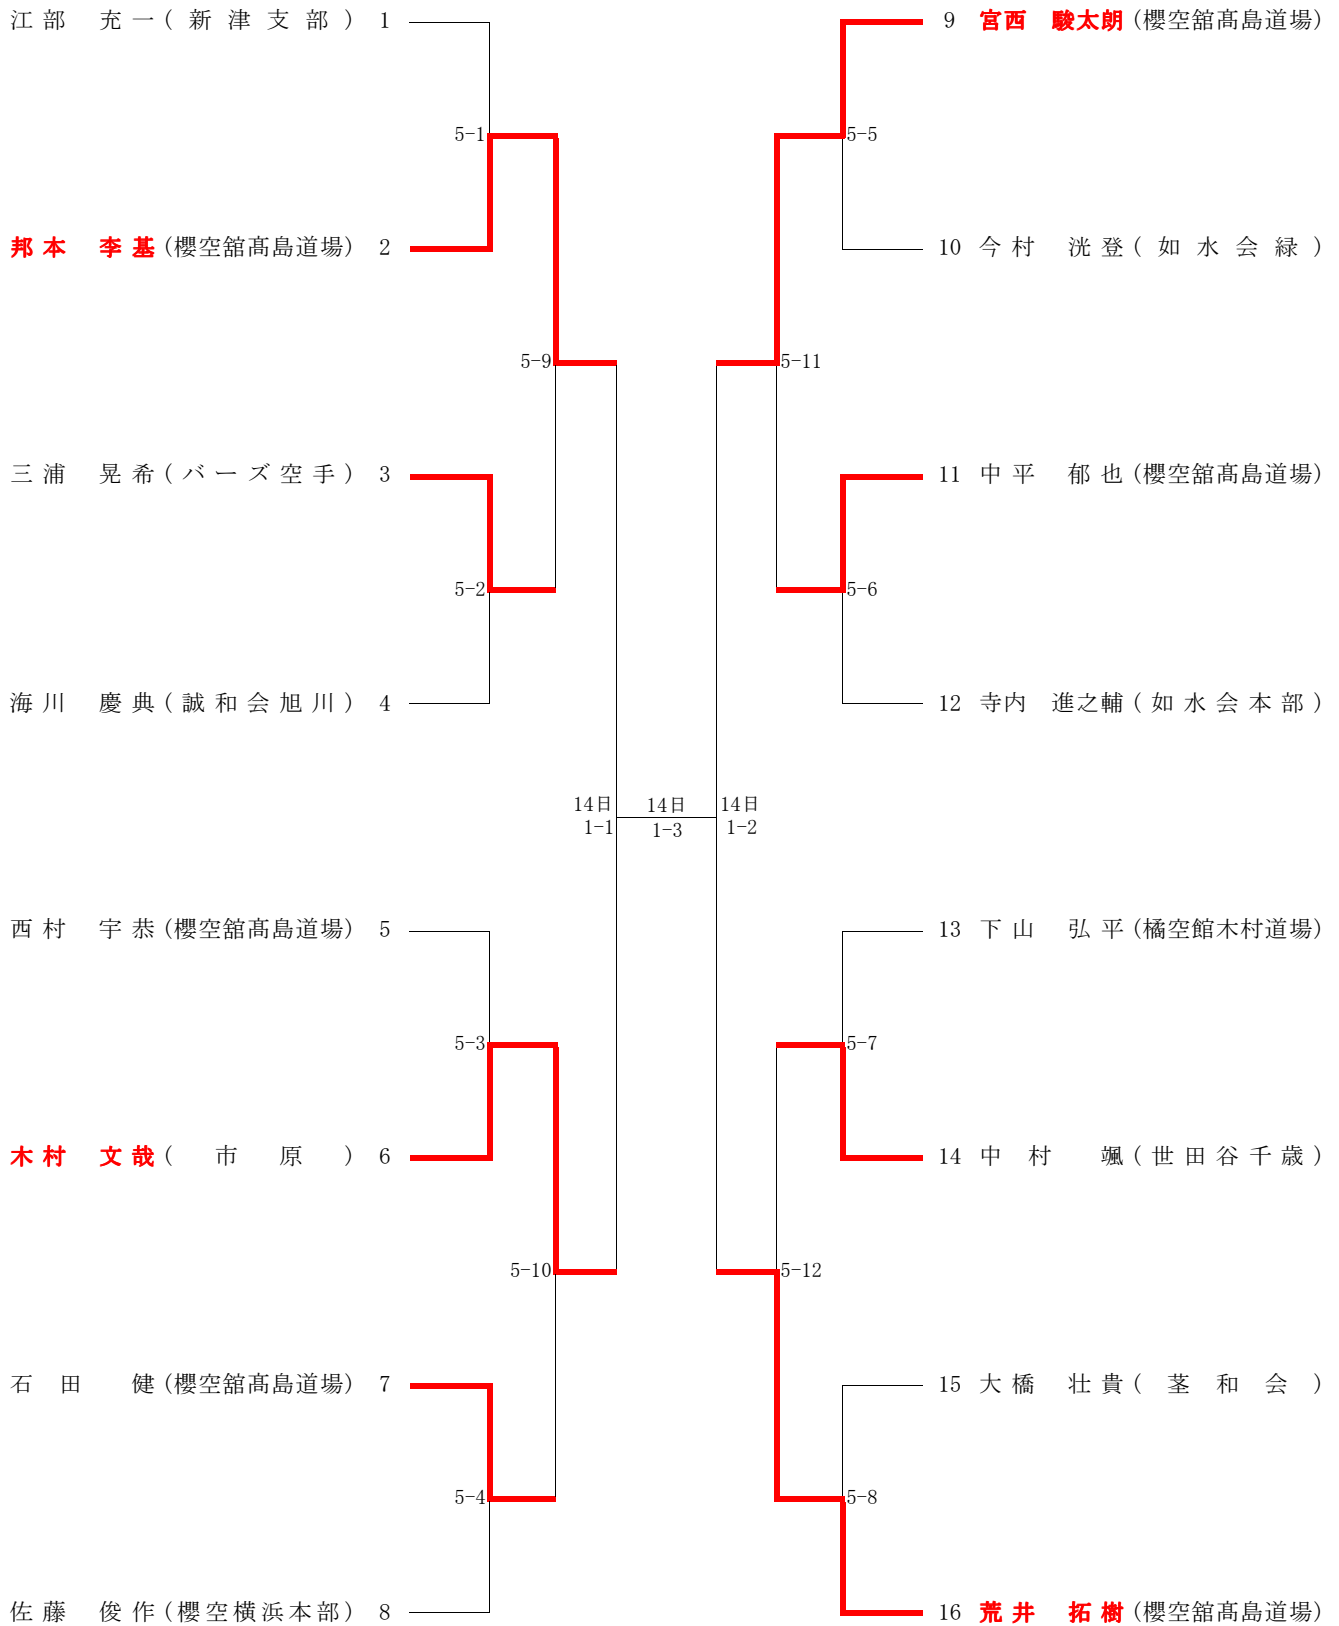 江部 充一(新津支部) 1
5-1
邦本 李基(櫻空舘髙島道場) 2
5-9
三浦 晃希(バーズ空手) 3
5-2
海川 慶典(誠和会旭川) 4
14日
1-1
14日
1-3
14日
1-2
西村 宇恭(櫻空舘髙島道場) 5
5-3
木村 文哉(市原) 6
5-10
石田 健(櫻空舘髙島道場) 7
5-4
佐藤 俊作(櫻空横浜本部) 8
9 宮西 駿太朗(櫻空舘髙島道場)
5-5
10 今村 洸登(如水会緑)
5-11
11 中平 郁也(櫻空舘髙島道場)
5-6
12 寺内 進之輔(如水会本部)
13 下山 弘平(橘空館木村道場)
5-7
14 中村 颯(世田谷千歳)
5-12
15 大橋 壮貴(茎和会)
5-8
16 荒井 拓樹(櫻空舘髙島道場)